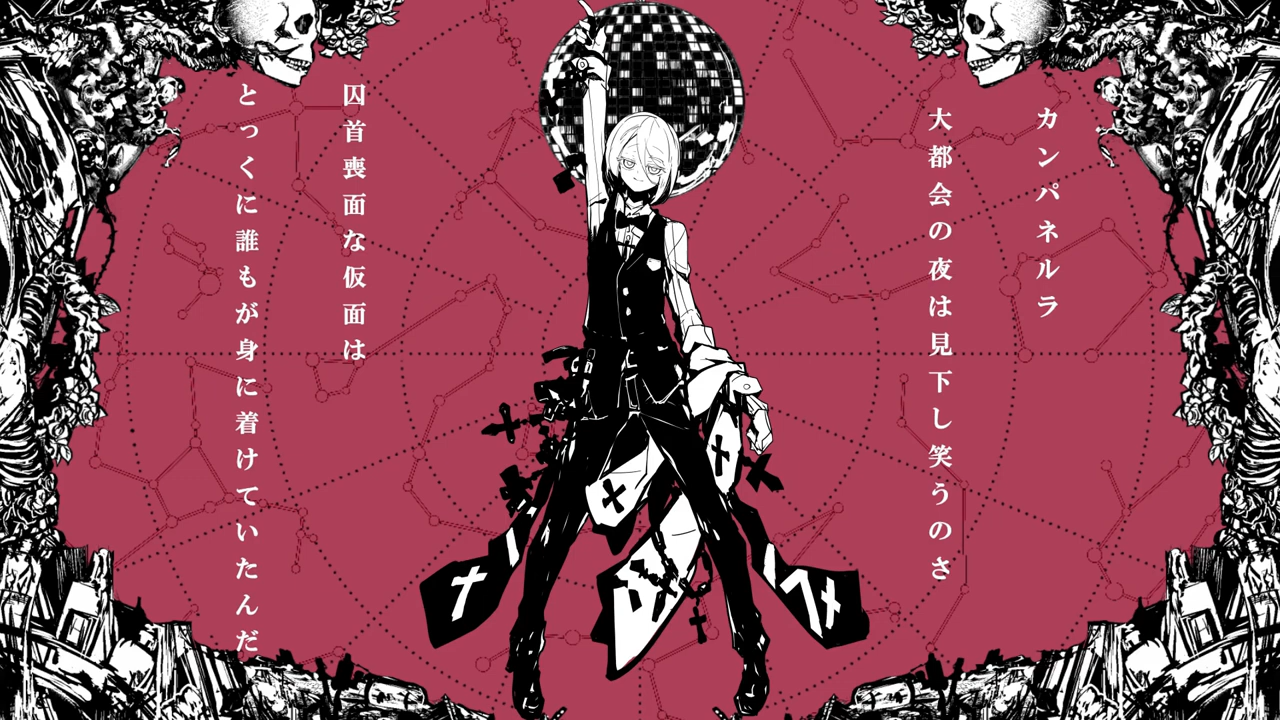 カンパネルラ
大都会の夜は見下し笑うのさ
囚首喪面な仮面は
とっくに誰もが身に着けていたんだ